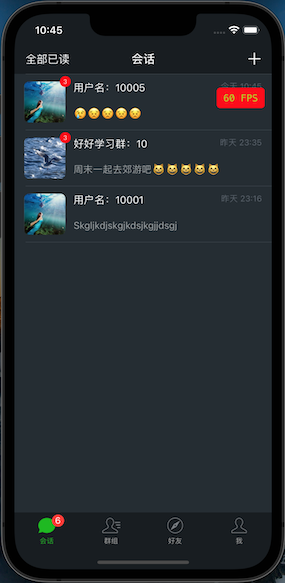 10:45
全部已读
会话
+
3
用户名：10005
今天 10:45
60 FPS
😢😕😕😕😕
3
好好学习群：10
昨天 23:35
周末一起去郊游吧😸😸😸😸😸
用户名：10001
昨天 23:16
Skgljkdjskgjkdsjkgjjdsgj
6
会话
群组
好友
我